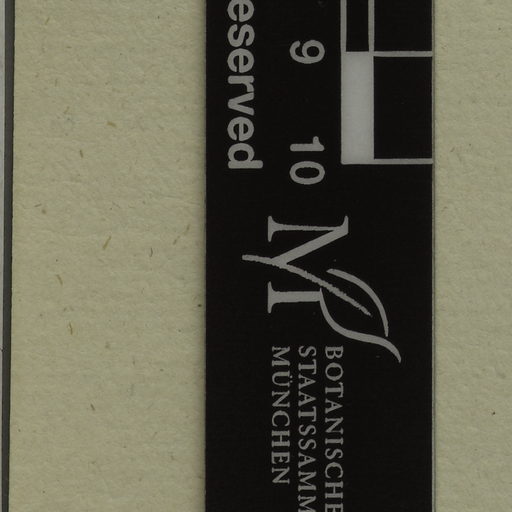 eserved
9
10
M
BOTANISCHE
STAATSSAMM
MÜNCHEN